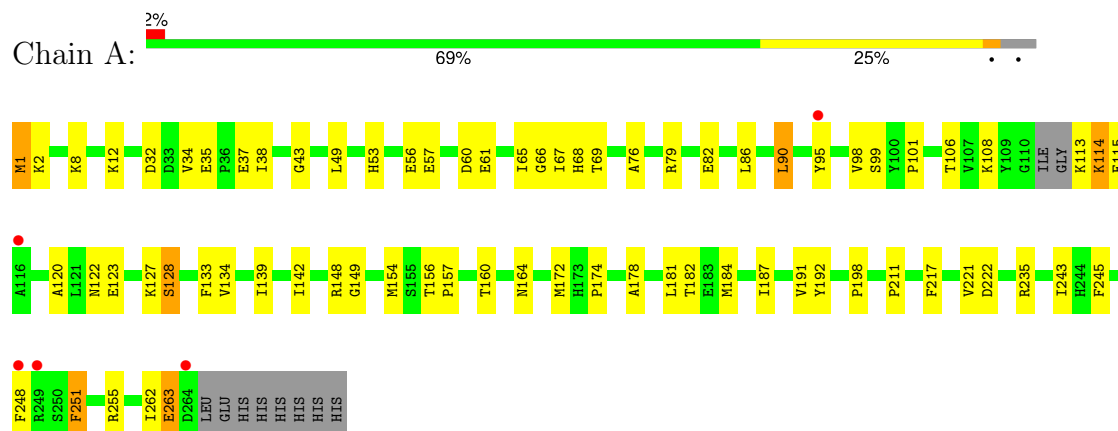 2%
Chain A:
69% 25% • •
M1 K2 K8 K12 D32 D33 V34 E35 P36 E37 I38 G43 L49 H53 E56 E57 D60 E61 I65 G66 I67 H68 T69 A76 R79 E82 L86 L90 Y95 V98 S99 Y100 P101 T106 V107 K108 Y109 G110 ILE GLY K113 K114 E115
A116 A120 L121 N122 E123 K127 S128 F133 V134 I139 I142 R148 G149 M154 S155 T156 P157 T160 N164 M172 H173 P174 A178 L181 T182 E183 M184 I187 V191 Y192 P198 P211 F217 V221 D222 R235 I243 H244 F245
F248 R249 S250 F251 R255 I262 E263 D264 LEU GLU HIS HIS HIS HIS HIS HIS